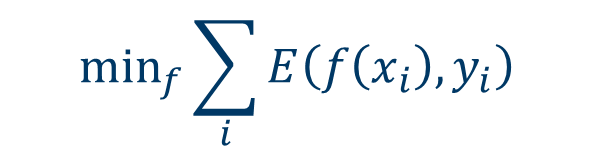 min_f ∑_i E(f(x_i), y_i)